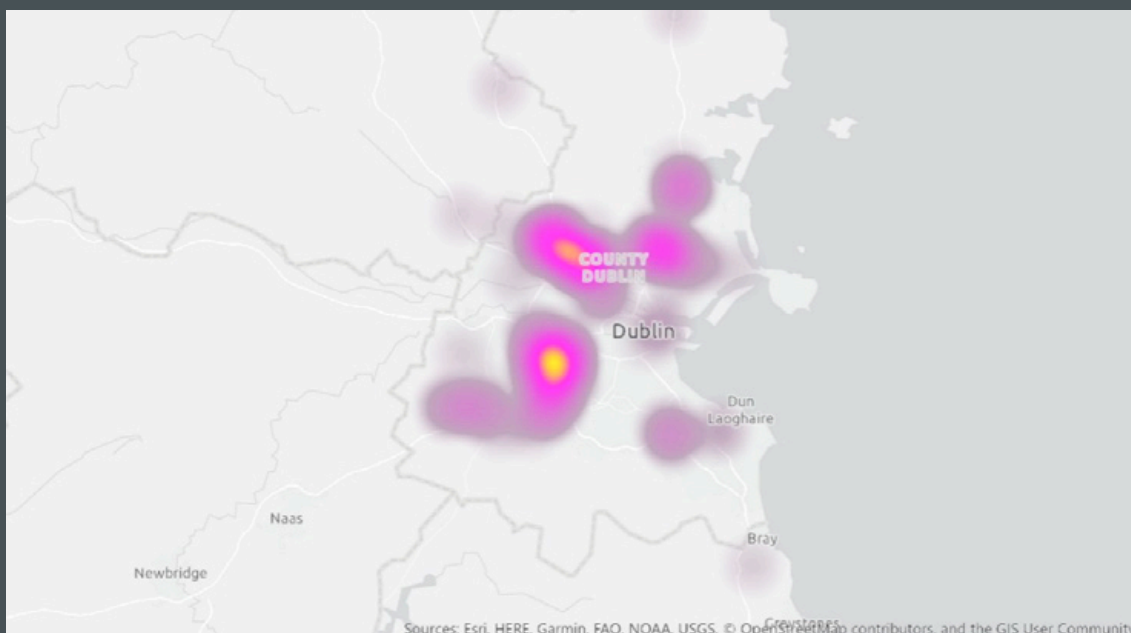 COUNTY
DUBLIN
Dublin
Dun
Laoghaire
Naas
Bray
Newbridge
Greystones
Sources: Esri, HERE, Garmin, FAO, NOAA, USGS, © OpenStreetMap contributors, and the GIS User Community